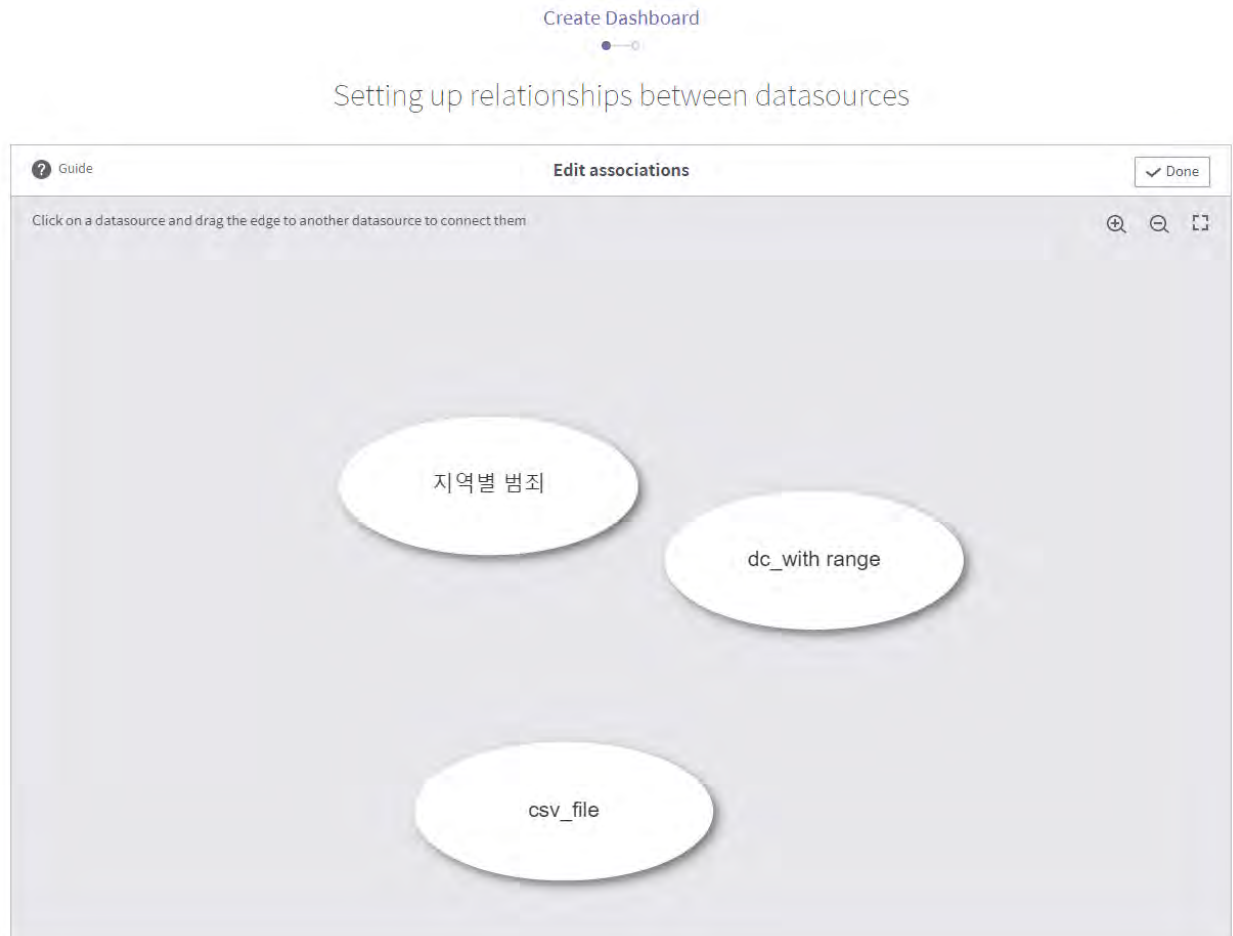 Create Dashboard
Setting up relationships between datasources
? Guide
Edit associations
Done
Click on a datasource and drag the edge to another datasource to connect them
지역별 범죄
dc_with range
csv_file